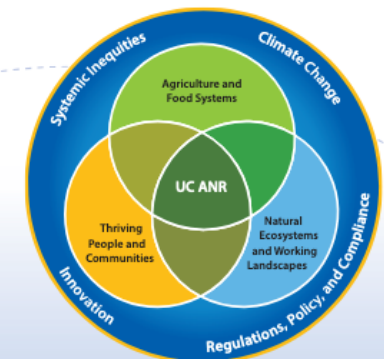 Systemic Inequities
Climate Change
Agriculture and
Food Systems
UC ANR
Thriving
People and
Communities
Natural
Ecosystems
and Working
Landscapes
Innovation
Regulations, Policy, and Compliance